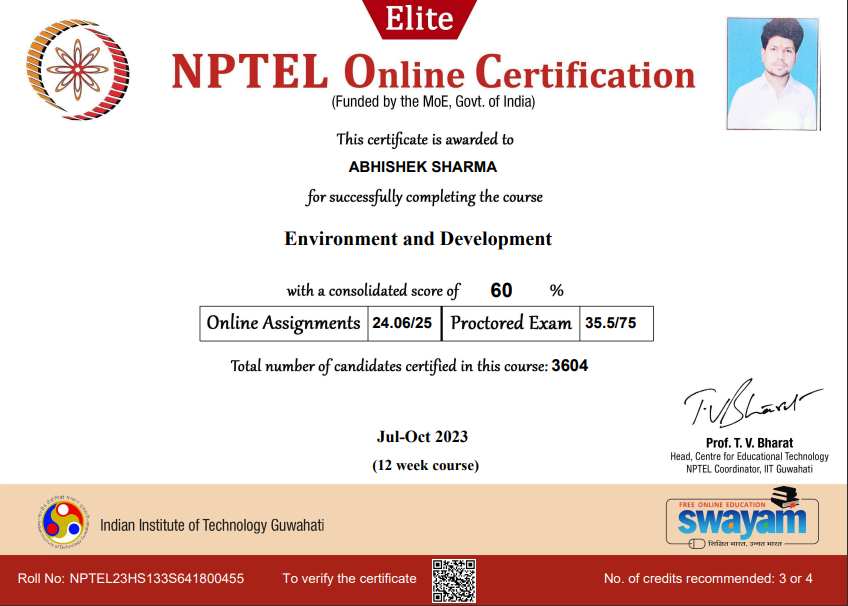 Elite
NPTEL Online Certification
(Funded by the MoE, Govt. of India)
This certificate is awarded to
ABHISHEK SHARMA
for successfully completing the course
Environment and Development
with a consolidated score of 60 %
Online Assignments 24.06/25 Proctored Exam 35.5/75
Total number of candidates certified in this course: 3604
Jul-Oct 2023
(12 week course)
T.V.Bharat
Prof. T. V. Bharat
Head, Centre for Educational Technology
NPTEL Coordinator, IIT Guwahati
Indian Institute of Technology Guwahati
FREE ONLINE EDUCATION
swayam
शिक्षित भारत, उन्नत भारत
Roll No: NPTEL23HS133S641800455 To verify the certificate No. of credits recommended: 3 or 4